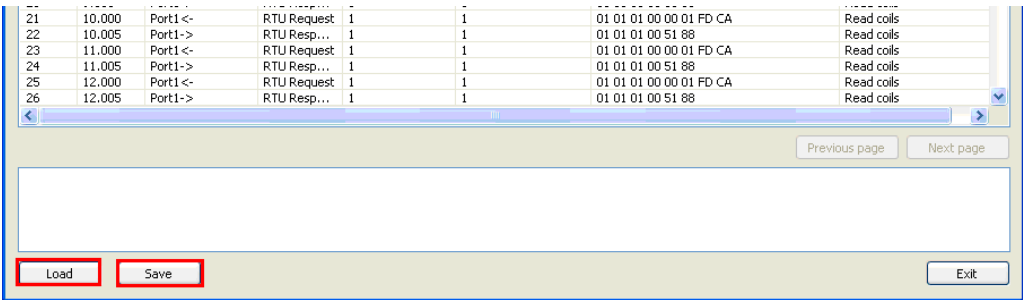 21 10.000 Port1<- RTU Request 1 1 01 01 01 00 00 01 FD CA Read coils
22 10.005 Port1-> RTU Resp... 1 1 01 01 01 00 51 88 Read coils
23 11.000 Port1<- RTU Request 1 1 01 01 01 00 00 01 FD CA Read coils
24 11.005 Port1-> RTU Resp... 1 1 01 01 01 00 51 88 Read coils
25 12.000 Port1<- RTU Request 1 1 01 01 01 00 00 01 FD CA Read coils
26 12.005 Port1-> RTU Resp... 1 1 01 01 01 00 51 88 Read coils
Previous page Next page
Load Save Exit